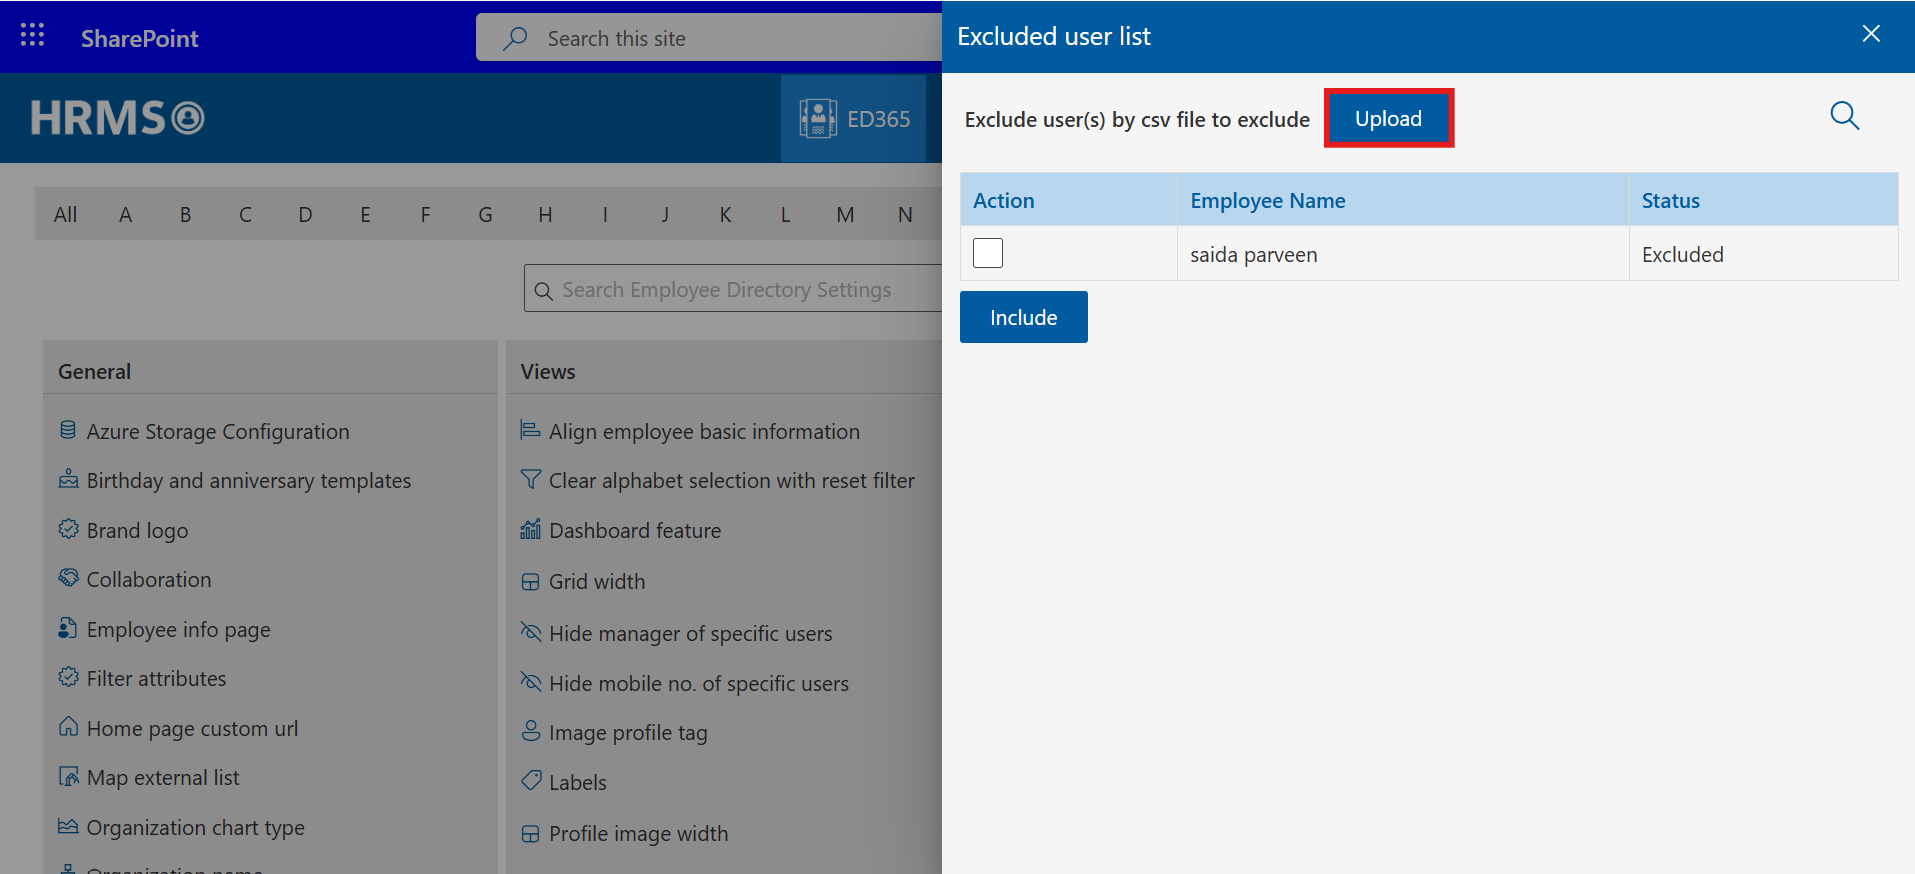 SharePoint
Search this site
HRMS
ED365
All A B C D E F G H I J K L M N
Search Employee Directory Settings
General
Azure Storage Configuration
Birthday and anniversary templates
Brand logo
Collaboration
Employee info page
Filter attributes
Home page custom url
Map external list
Organization chart type
Organization name
Views
Align employee basic information
Clear alphabet selection with reset filter
Dashboard feature
Grid width
Hide manager of specific users
Hide mobile no. of specific users
Image profile tag
Labels
Profile image width
Excluded user list
Exclude user(s) by csv file to exclude Upload
Action Employee Name Status
saida parveen Excluded
Include